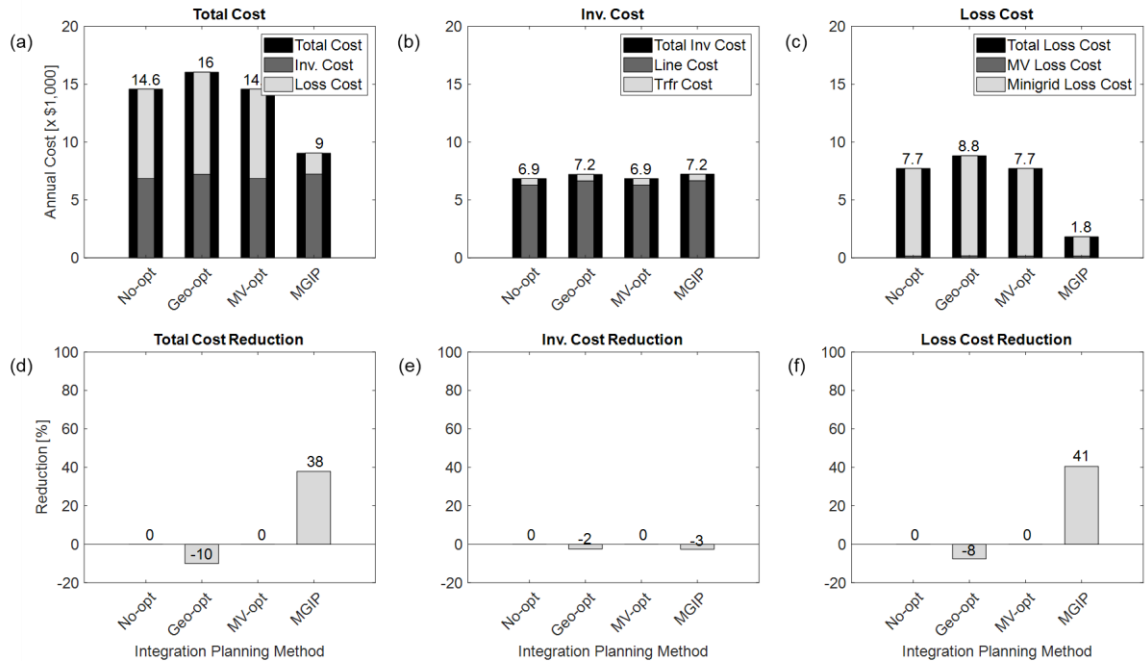 Total Cost
(a)
20
15
10
5
0
Annual Cost [x $1,000]
Total Cost
Inv. Cost
Loss Cost
14.6
16
14
9
No-opt
Geo-opt
MV-opt
MGIP
Inv. Cost
(b)
20
15
10
5
0
Total Inv Cost
Line Cost
Trfr Cost
6.9
7.2
6.9
7.2
No-opt
Geo-opt
MV-opt
MGIP
Loss Cost
(c)
20
15
10
5
0
Total Loss Cost
MV Loss Cost
Minigrid Loss Cost
7.7
8.8
7.7
1.8
No-opt
Geo-opt
MV-opt
MGIP
Total Cost Reduction
(d)
100
80
60
40
20
0
-20
Reduction [%]
0
-10
0
38
No-opt
Geo-opt
MV-opt
MGIP
Integration Planning Method
Inv. Cost Reduction
(e)
100
80
60
40
20
0
-20
0
-2
0
-3
No-opt
Geo-opt
MV-opt
MGIP
Integration Planning Method
Loss Cost Reduction
(f)
100
80
60
40
20
0
-20
0
-8
0
41
No-opt
Geo-opt
MV-opt
MGIP
Integration Planning Method